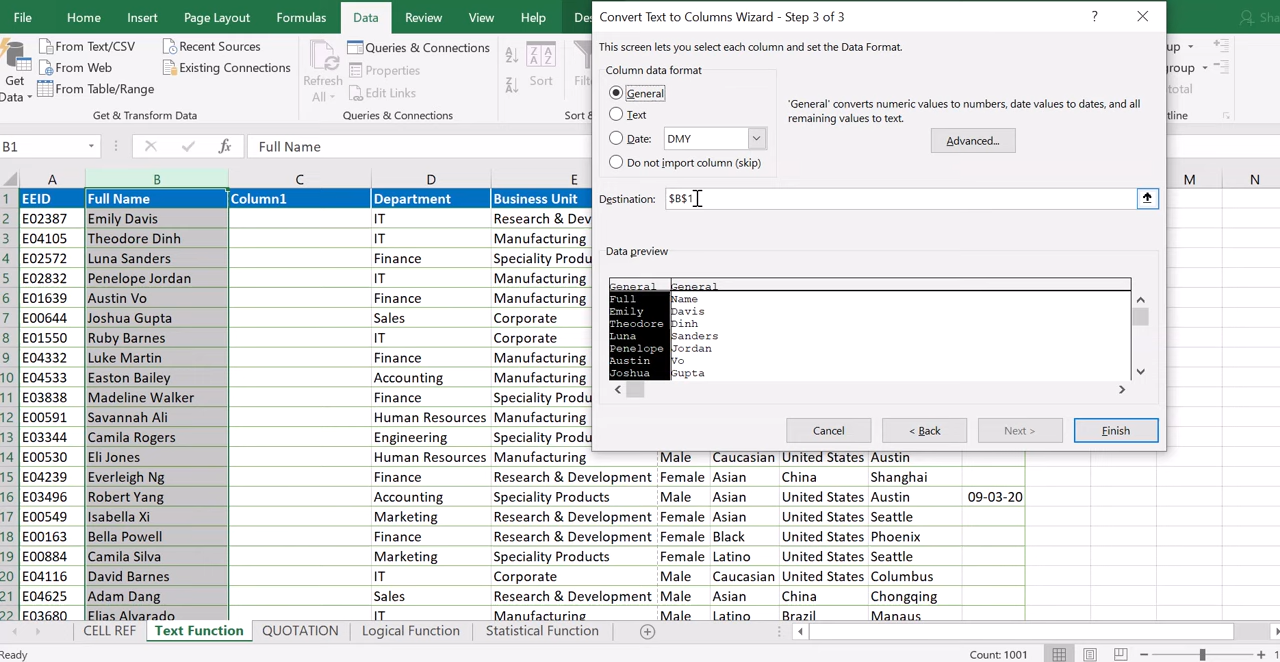 File Home Insert Page Layout Formulas Data Review View Help
Convert Text to Columns Wizard - Step 3 of 3 ?
This screen lets you select each column and set the Data Format.
Column data format
General
Text
Date: DMY
Do not import column (skip)
'General' converts numeric values to numbers, date values to dates, and all
remaining values to text.
Advanced...
Destination: $B$1
Data preview
General General
Full Name
Emily Davis
Theodore Dinh
Luna Sanders
Penelope Jordan
Austin Vo
Joshua Gupta
Cancel < Back Next > Finish
Get Data
From Text/CSV
From Web
From Table/Range
Recent Sources
Existing Connections
Get & Transform Data
Refresh All
Queries & Connections
Properties
Edit Links
Queries & Connections
Sort
B1 fx Full Name
A B C D E M N
1 EEID Full Name Column1 Department Business Unit
2 E02387 Emily Davis IT Research & Dev
3 E04105 Theodore Dinh IT Manufacturing
4 E02572 Luna Sanders Finance Speciality Produ
5 E02832 Penelope Jordan IT Manufacturing
6 E01639 Austin Vo Finance Manufacturing
7 E00644 Joshua Gupta Sales Corporate
8 E01550 Ruby Barnes IT Corporate
9 E04332 Luke Martin Finance Manufacturing
10 E04533 Easton Bailey Accounting Manufacturing
11 E03838 Madeline Walker Finance Speciality Produ
12 E00591 Savannah Ali Human Resources Manufacturing
13 E03344 Camila Rogers Engineering Speciality Produ
14 E00530 Eli Jones Human Resources Manufacturing Male Caucasian United States Austin
15 E04239 Everleigh Ng Finance Research & Development Female Asian China Shanghai
16 E03496 Robert Yang Accounting Speciality Products Male Asian United States Austin 09-03-20
17 E00549 Isabella Xi Marketing Research & Development Female Asian United States Seattle
18 E00163 Bella Powell Finance Research & Development Female Black United States Phoenix
19 E00884 Camila Silva Marketing Speciality Products Female Latino United States Seattle
20 E04116 David Barnes IT Corporate Male Caucasian United States Columbus
21 E04625 Adam Dang Sales Research & Development Male Asian China Chongqing
22 E03680 Elias Alvarado IT Manufacturing Male Latino Brazil Manaus
CELL REF Text Function QUOTATION Logical Function Statistical Function
Count: 1001